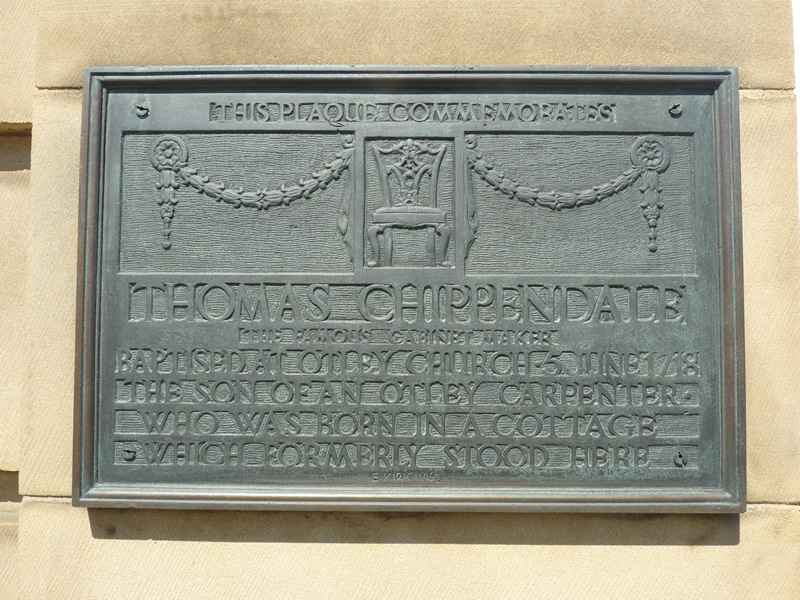 THIS PLAQUE COMMEMORATES
THOMAS CHIPPENDALE
THE FAMOUS CABINET MAKER
BAPTISED AT OTLEY CHURCH 5 JUNE 1718
THE SON OF AN OTLEY CARPENTER ·
WHO WAS BORN IN A COTTAGE
WHICH FORMERLY STOOD HERE
E KIRK